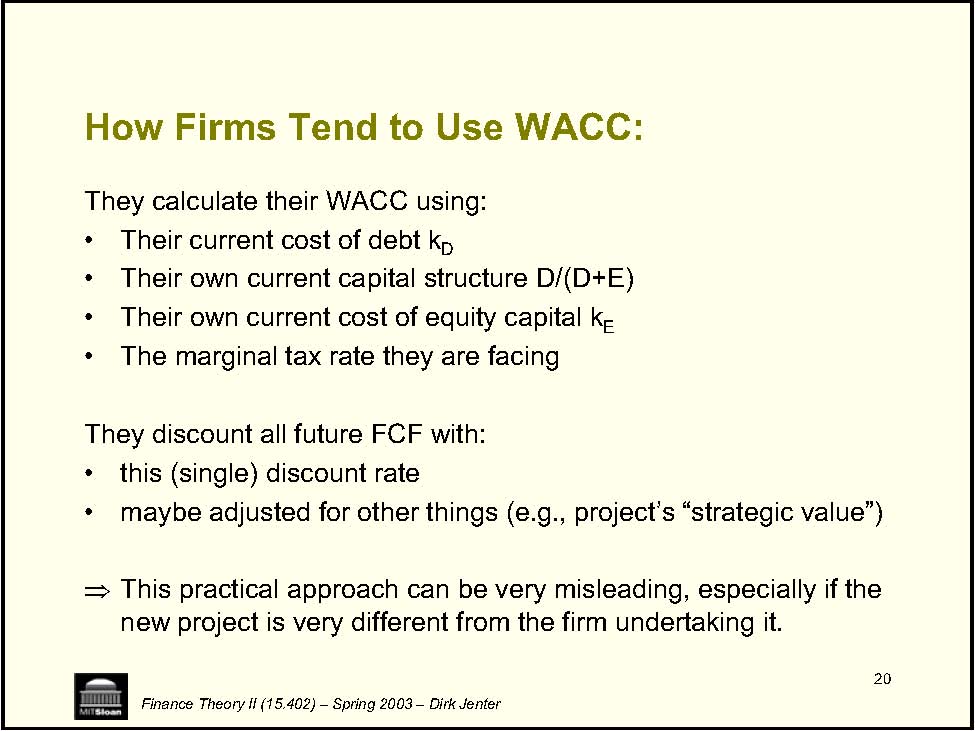 How Firms Tend to Use WACC:
They calculate their WACC using:
• Their current cost of debt kD
• Their own current capital structure D/(D+E)
• Their own current cost of equity capital kE
• The marginal tax rate they are facing
They discount all future FCF with:
• this (single) discount rate
• maybe adjusted for other things (e.g., project’s “strategic value”)
⇒ This practical approach can be very misleading, especially if the
new project is very different from the firm undertaking it.
20
MITSloan
Finance Theory II (15.402) – Spring 2003 – Dirk Jenter